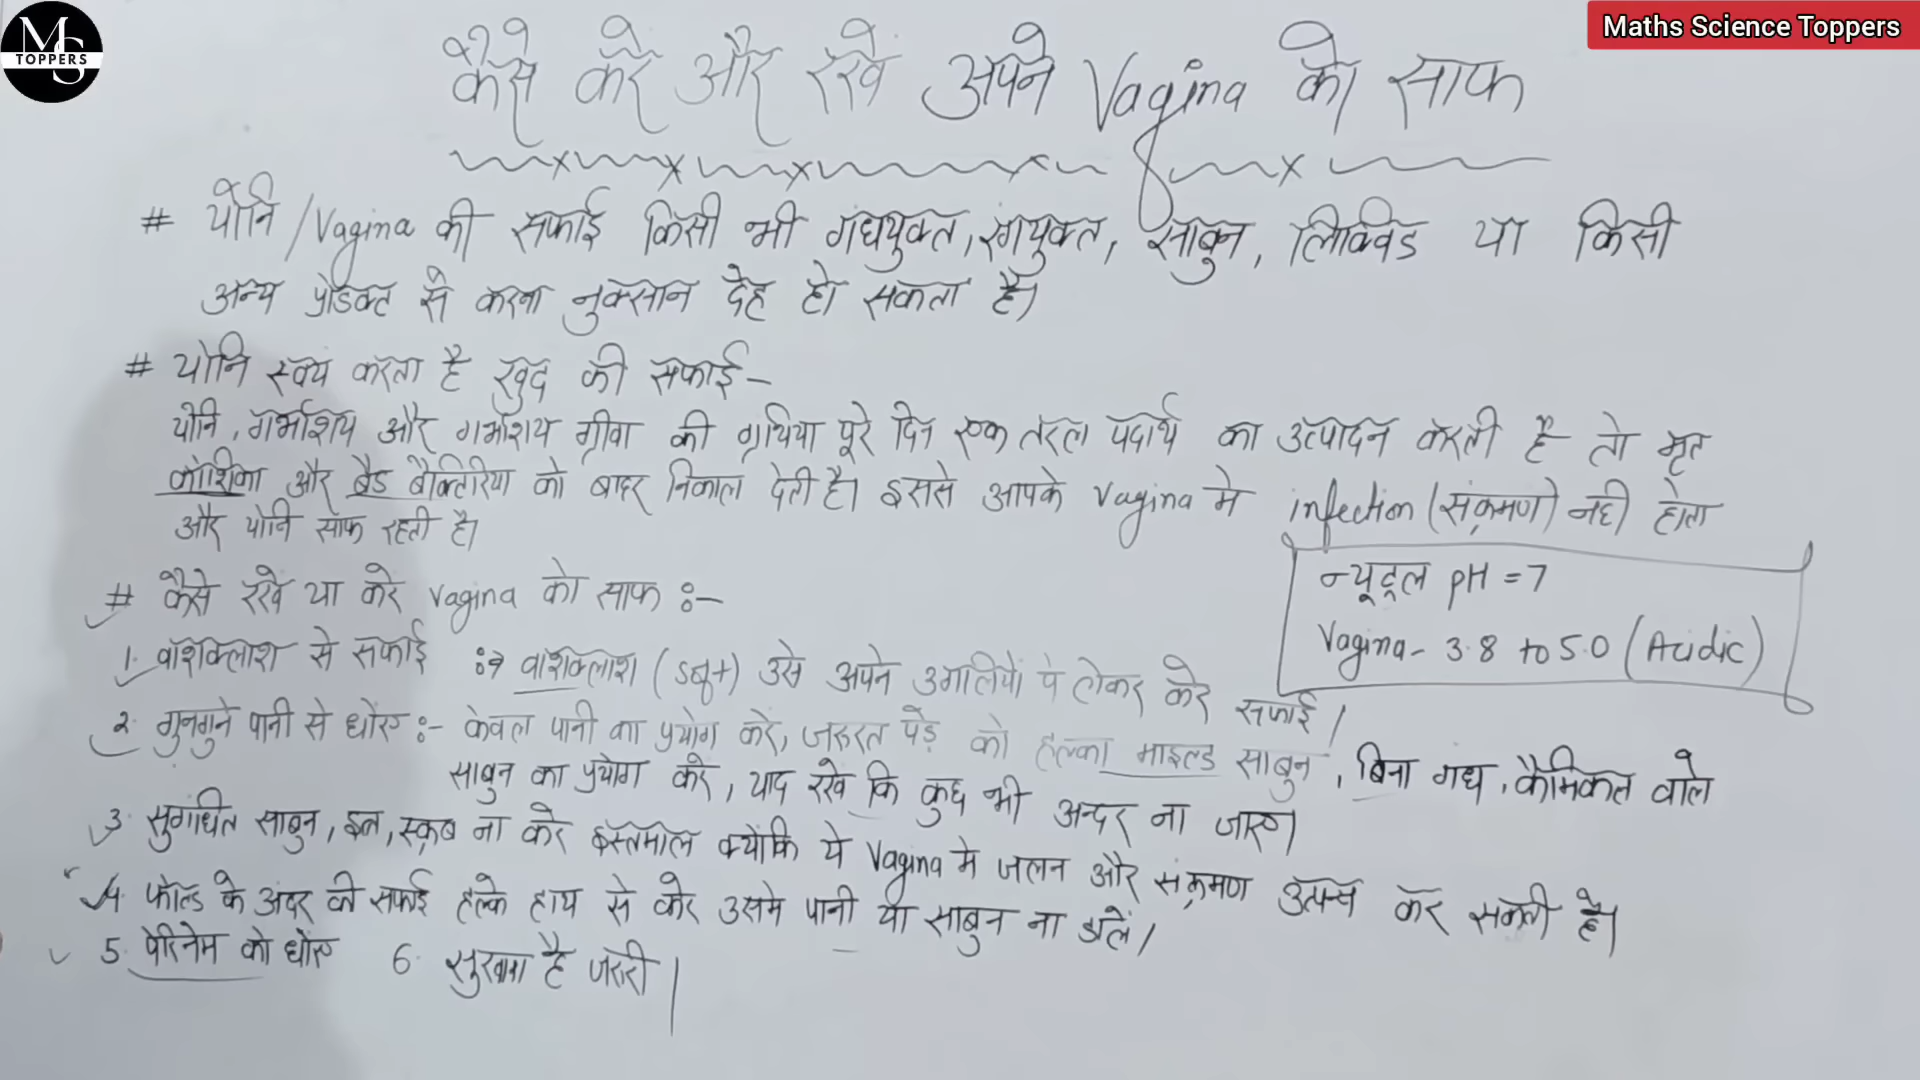 MS
TOPPERS
Maths Science Toppers
कैसे करें और रखें अपने Vagina को साफ
# योनि / Vagina की सफाई किसी भी गंधयुक्त, रंगयुक्त, साबुन, लिक्विड या किसी
अन्य प्रोडक्ट से करना नुक्सान देह हो सकता है।
# योनि स्वयं करता है खुद की सफाई –
योनि, गर्भाशय और गर्भाशय ग्रीवा की ग्रंथिया पूरे दिन एक तरल पदार्थ का उत्पादन करती है तो मृत
कोशिका और बैड बैक्टिरिया को बाहर निकाल देती है। इससे आपके Vagina मे infection (संक्रमण) नही होता
और योनि साफ रहती है।
न्यूट्रल pH = 7
Vagina - 3.8 to 5.0 (Acidic)
# कैसे रखे या करे Vagina को साफ :–
1. वॉशक्लाश से सफाई :→ वॉशक्लाश उसे अपने उंगलियों पे लेकर करें सफाई।
2. गुनगुने पानी से धोंए :- केवल पानी का प्रयोग करें, जरुरत पड़े को हल्का माइल्ड साबुन, बिना गंध, कैमिकल वाले
साबुन का प्रयोग करे, याद रखे कि कुछ भी अन्दर ना जाए।
3. सुगंधित साबुन, इत्र, स्क्रब ना करे इस्तमाल क्योंकि ये Vagina मे जलन और संक्रमण उत्पन्न कर सकती है।
4. फोल्ड के अंदर की सफाई हल्के हाथ से करे उसमे पानी या साबुन ना डालें।
5. पेरिनेम को धोंए 6. सुखाना है जरुरी।